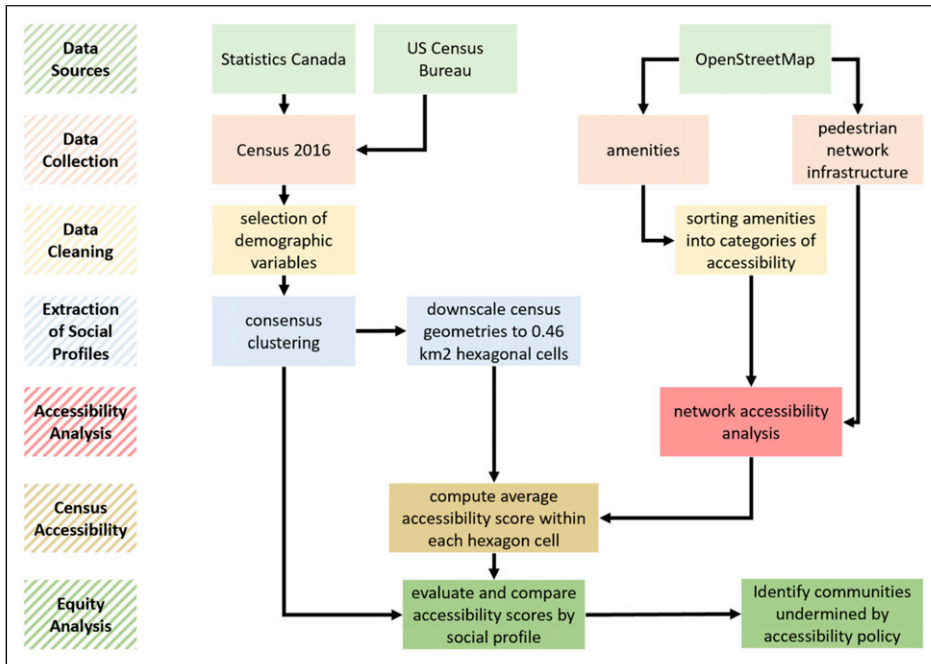 Data
Sources
Statistics Canada
US Census
Bureau
OpenStreetMap
Data
Collection
Census 2016
amenities
pedestrian
network
infrastructure
Data
Cleaning
selection of
demographic
variables
sorting amenities
into categories of
accessibility
Extraction
of Social
Profiles
consensus
clustering
downscale census
geometries to 0.46
km2 hexagonal cells
Accessibility
Analysis
network accessibility
analysis
Census
Accessibility
compute average
accessibility score within
each hexagon cell
Equity
Analysis
evaluate and compare
accessibility scores by
social profile
Identify communities
undermined by
accessibility policy